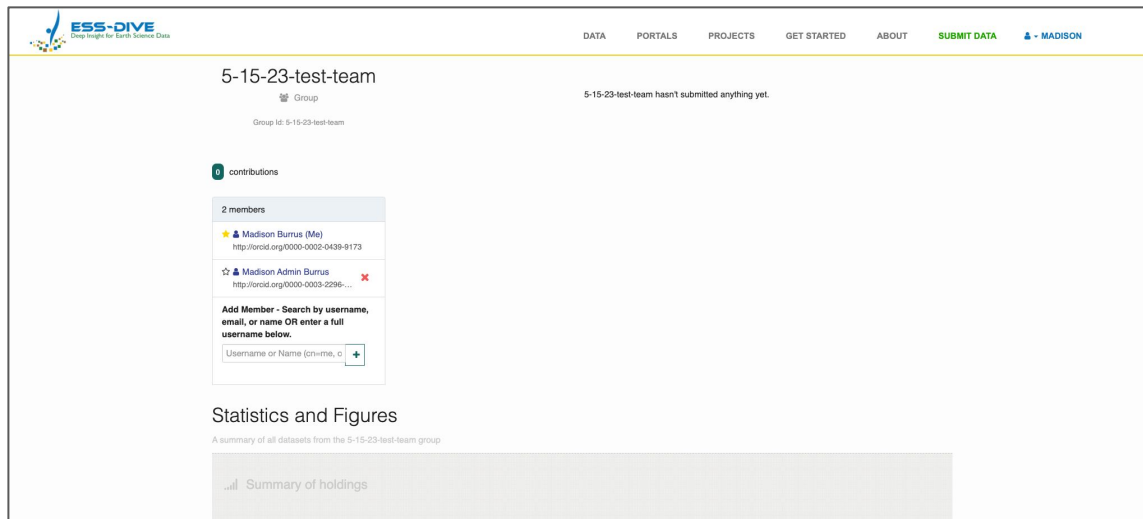 ESS-DIVE
Deep Insight for Earth Science Data
DATA PORTALS PROJECTS GET STARTED ABOUT SUBMIT DATA MADISON
5-15-23-test-team
Group
Group Id: 5-15-23-test-team
5-15-23-test-team hasn't submitted anything yet.
0 contributions
2 members
Madison Burrus (Me)
http://orcid.org/0000-0002-0439-9173
Madison Admin Burrus
http://orcid.org/0000-0003-2296-...
Add Member - Search by username,
email, or name OR enter a full
username below.
Username or Name (cn=me, c
Statistics and Figures
A summary of all datasets from the 5-15-23-test-team group
Summary of holdings